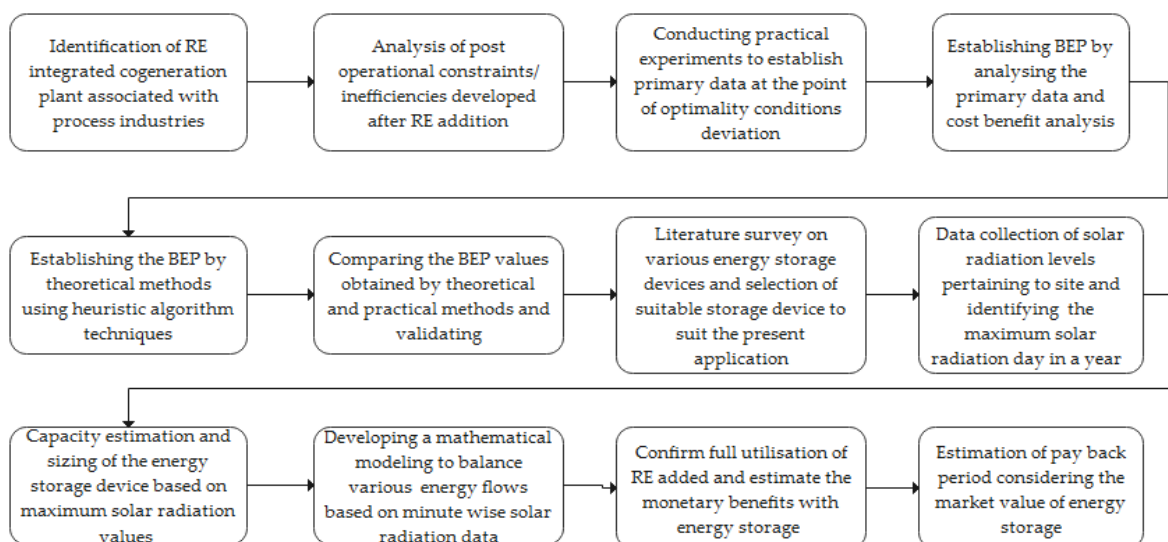 Identification of RE
integrated cogeneration
plant associated with
process industries
Analysis of post
operational constraints/
inefficiencies developed
after RE addition
Conducting practical
experiments to establish
primary data at the point
of optimality conditions
deviation
Establishing BEP by
analysing the
primary data and
cost benefit analysis
Establishing the BEP by
theoretical methods
using heuristic algorithm
techniques
Comparing the BEP values
obtained by theoretical
and practical methods and
validating
Literature survey on
various energy storage
devices and selection of
suitable storage device to
suit the present
application
Data collection of solar
radiation levels
pertaining to site and
identifying the
maximum solar
radiation day in a year
Capacity estimation and
sizing of the energy
storage device based on
maximum solar radiation
values
Developing a mathematical
modeling to balance
various energy flows
based on minute wise solar
radiation data
Confirm full utilisation of
RE added and estimate the
monetary benefits with
energy storage
Estimation of pay back
period considering the
market value of energy
storage